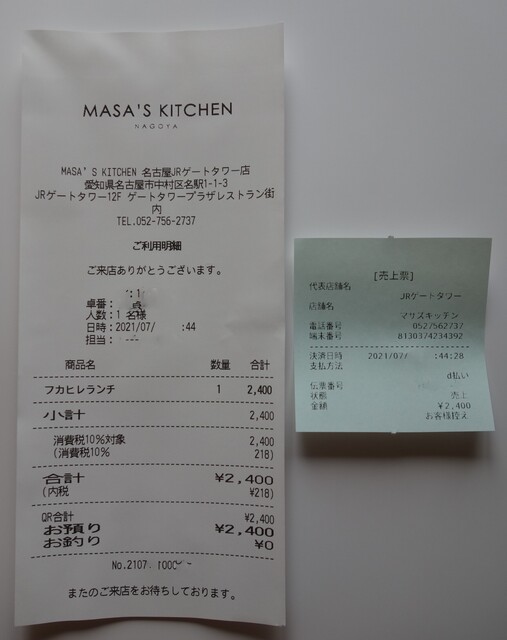 MASA'S KITCHEN
NAGOYA
MASA'S KITCHEN 名古屋JRゲートタワー店
愛知県名古屋市中村区名駅1-1-3
JRゲートタワー12F ゲートタワープラザレストラン街
内
TEL.052-756-2737
ご利用明細
ご来店ありがとうございます。
卓番： 卓
人数：1 名様
日時：2021/07/ :44
担当：
商品名 数量 合計
フカヒレランチ 1 2,400
小計 2,400
消費税10%対象 2,400
(消費税10% 218)
合計 ¥2,400
(内税 ¥218)
QR合計 ¥2,400
お預り ¥2,400
お釣り ¥0
No.2107
またのご来店をお待ちしております。
[売上票]
代表店舗名
JRゲートタワー
店舗名
マサズキッチン
電話番号 0527562737
端末番号 8130374234392
決済日時 2021/07/ :44:28
支払方法
d払い
伝票番号
状態 売上
金額 ¥2,400
お客様控え